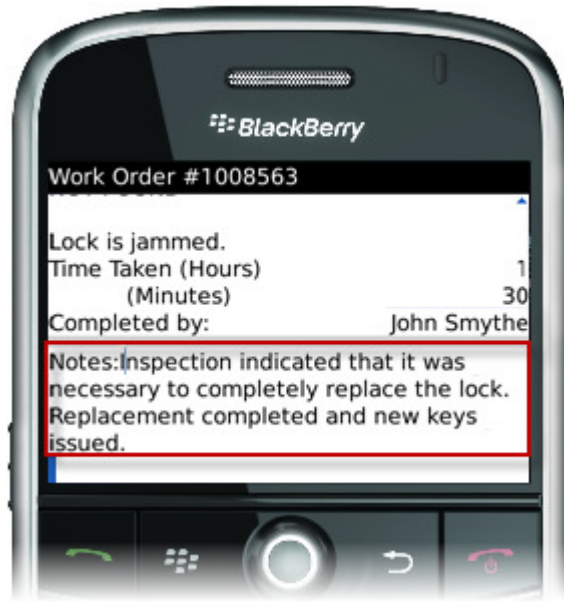 BlackBerry
Work Order #1008563
Lock is jammed.
Time Taken (Hours) 1
(Minutes) 30
Completed by: John Smythe
Notes:Inspection indicated that it was
necessary to completely replace the lock.
Replacement completed and new keys
issued.